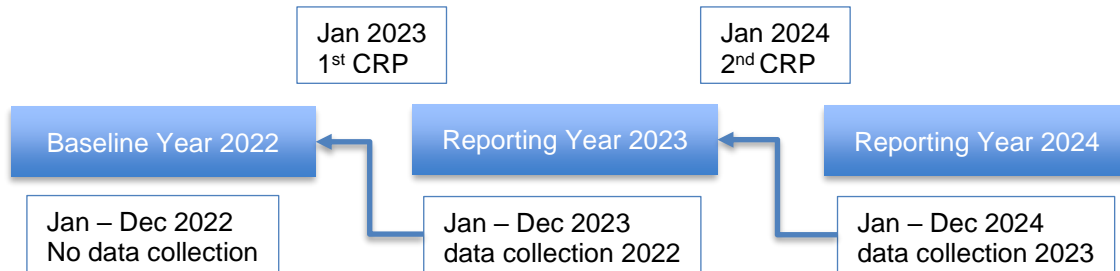 Jan 2023
1st CRP
Jan 2024
2nd CRP
Baseline Year 2022
Reporting Year 2023
Reporting Year 2024
Jan – Dec 2022
No data collection
Jan – Dec 2023
data collection 2022
Jan – Dec 2024
data collection 2023